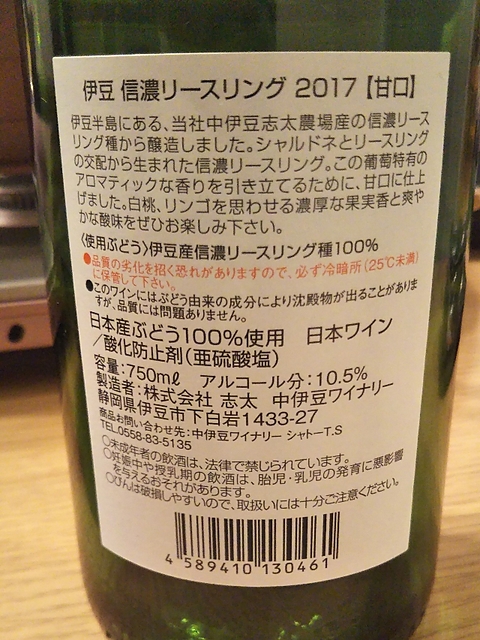 伊豆 信濃リースリング 2017【甘口】
伊豆半島にある、当社中伊豆志太農場産の信濃リース
リング種から醸造しました。シャルドネとリースリング
の交配から生まれた信濃リースリング。この葡萄特有の
アロマティックな香りを引き立てるために、甘口に仕上
げました。白桃、リンゴを思わせる濃厚な果実香と爽や
かな酸味をぜひお楽しみ下さい。
〈使用ぶどう〉伊豆産信濃リースリング種100%
●品質の劣化を招く恐れがありますので、必ず冷暗所(25℃未満)
に保管して下さい。
●このワインにはぶどう由来の成分により沈殿物が出ることがありま
すが、品質には問題ありません。
日本産ぶどう100%使用 日本ワイン
/酸化防止剤(亜硫酸塩)
容量:750mℓ アルコール分:10.5%
製造者:株式会社 志太 中伊豆ワイナリー
静岡県伊豆市下白岩1433-27
商品お問い合わせ先:中伊豆ワイナリー シャトーT.S
TEL.0558-83-5135
○未成年者の飲酒は、法律で禁じられています。
○妊娠中や授乳期の飲酒は、胎児・乳児の発育に悪影響
を与えるおそれがあります。
○びんは破損しやすいので、取扱いには十分ご注意ください。
4 589410 130461